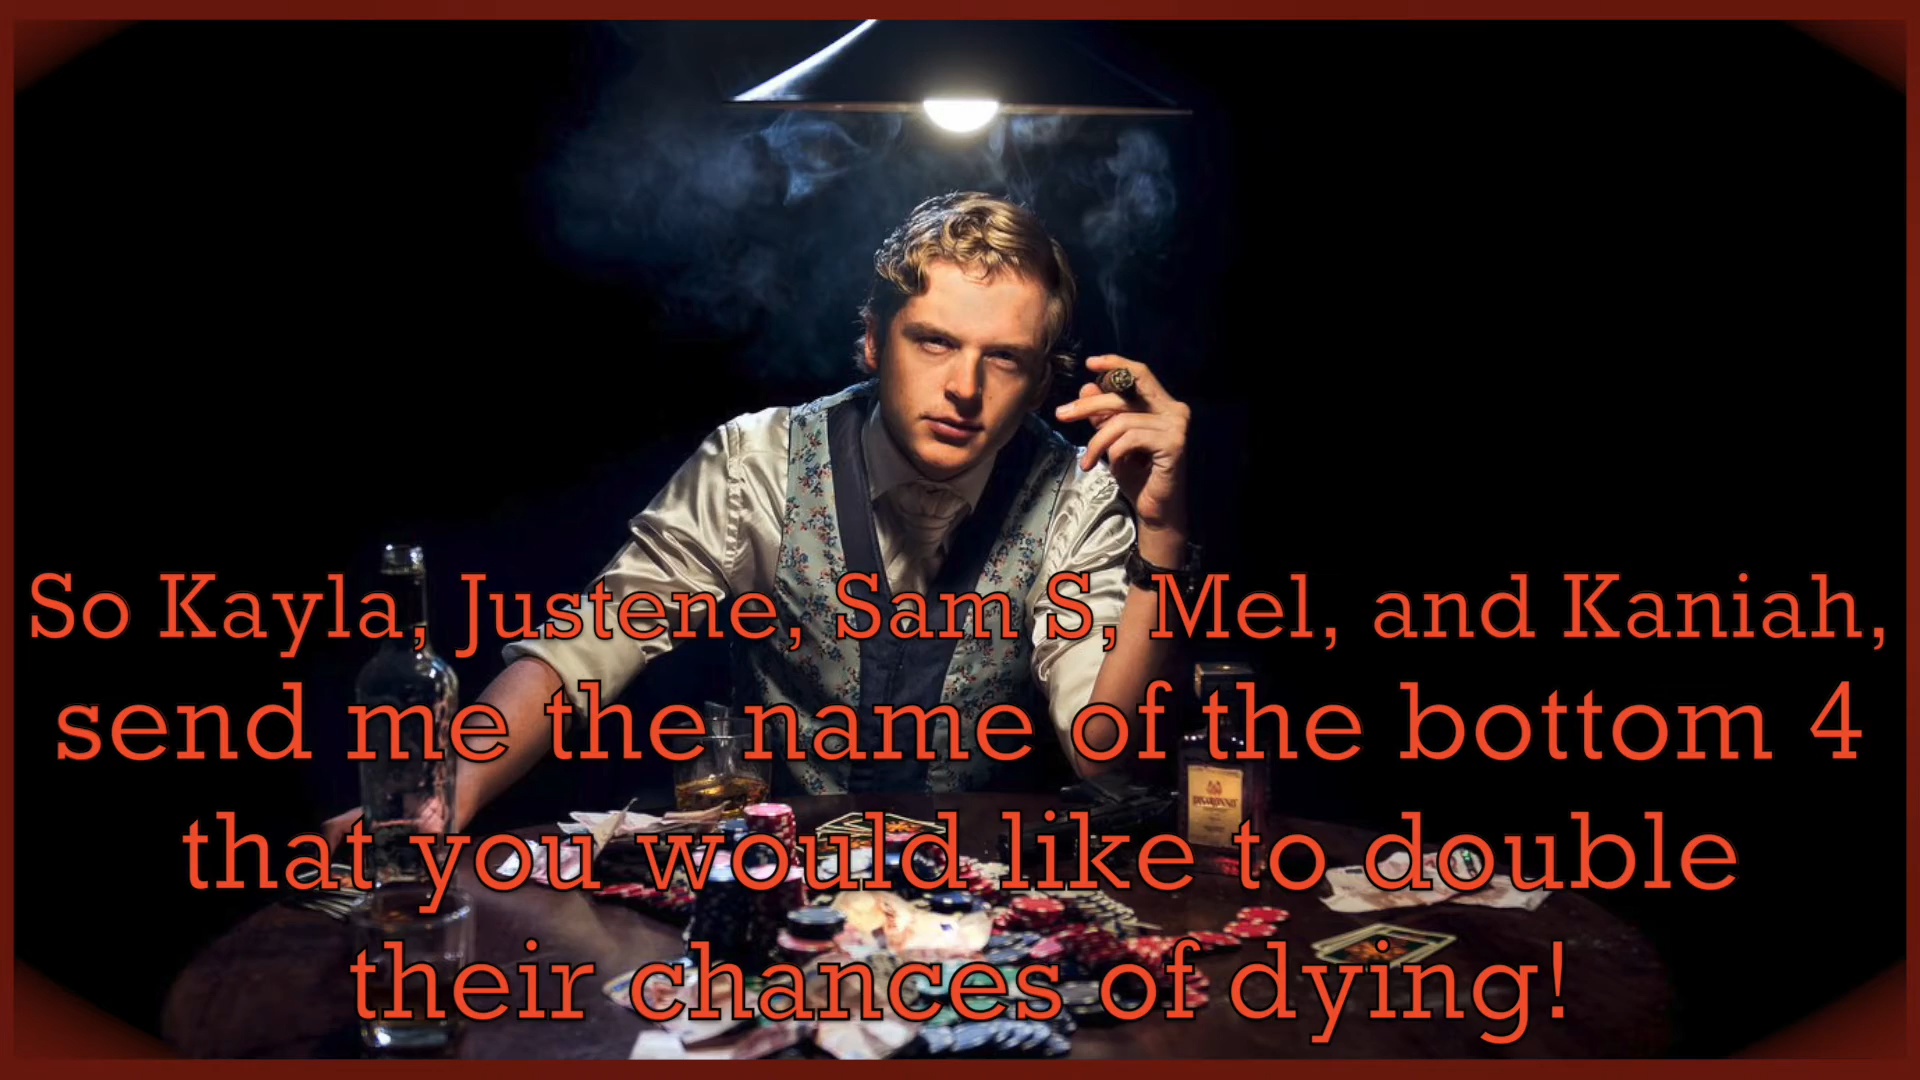 So Kayla, Justene, Sam S, Mel, and Kaniah,
send me the name of the bottom 4
that you would like to double
their chances of dying!
DISARONNO